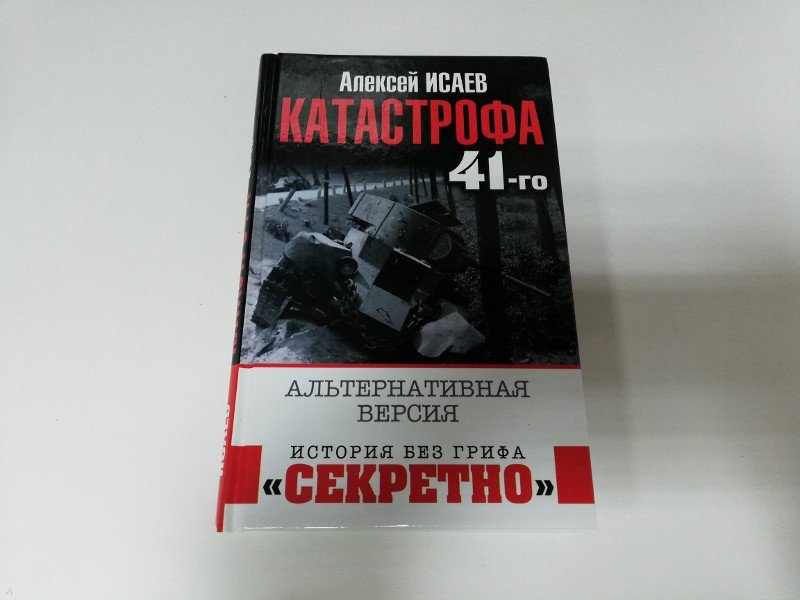 Алексей ИСАЕВ
КАТАСТРОФА
41-го
АЛЬТЕРНАТИВНАЯ
ВЕРСИЯ
ИСТОРИЯ БЕЗ ГРИФА
«СЕКРЕТНО»